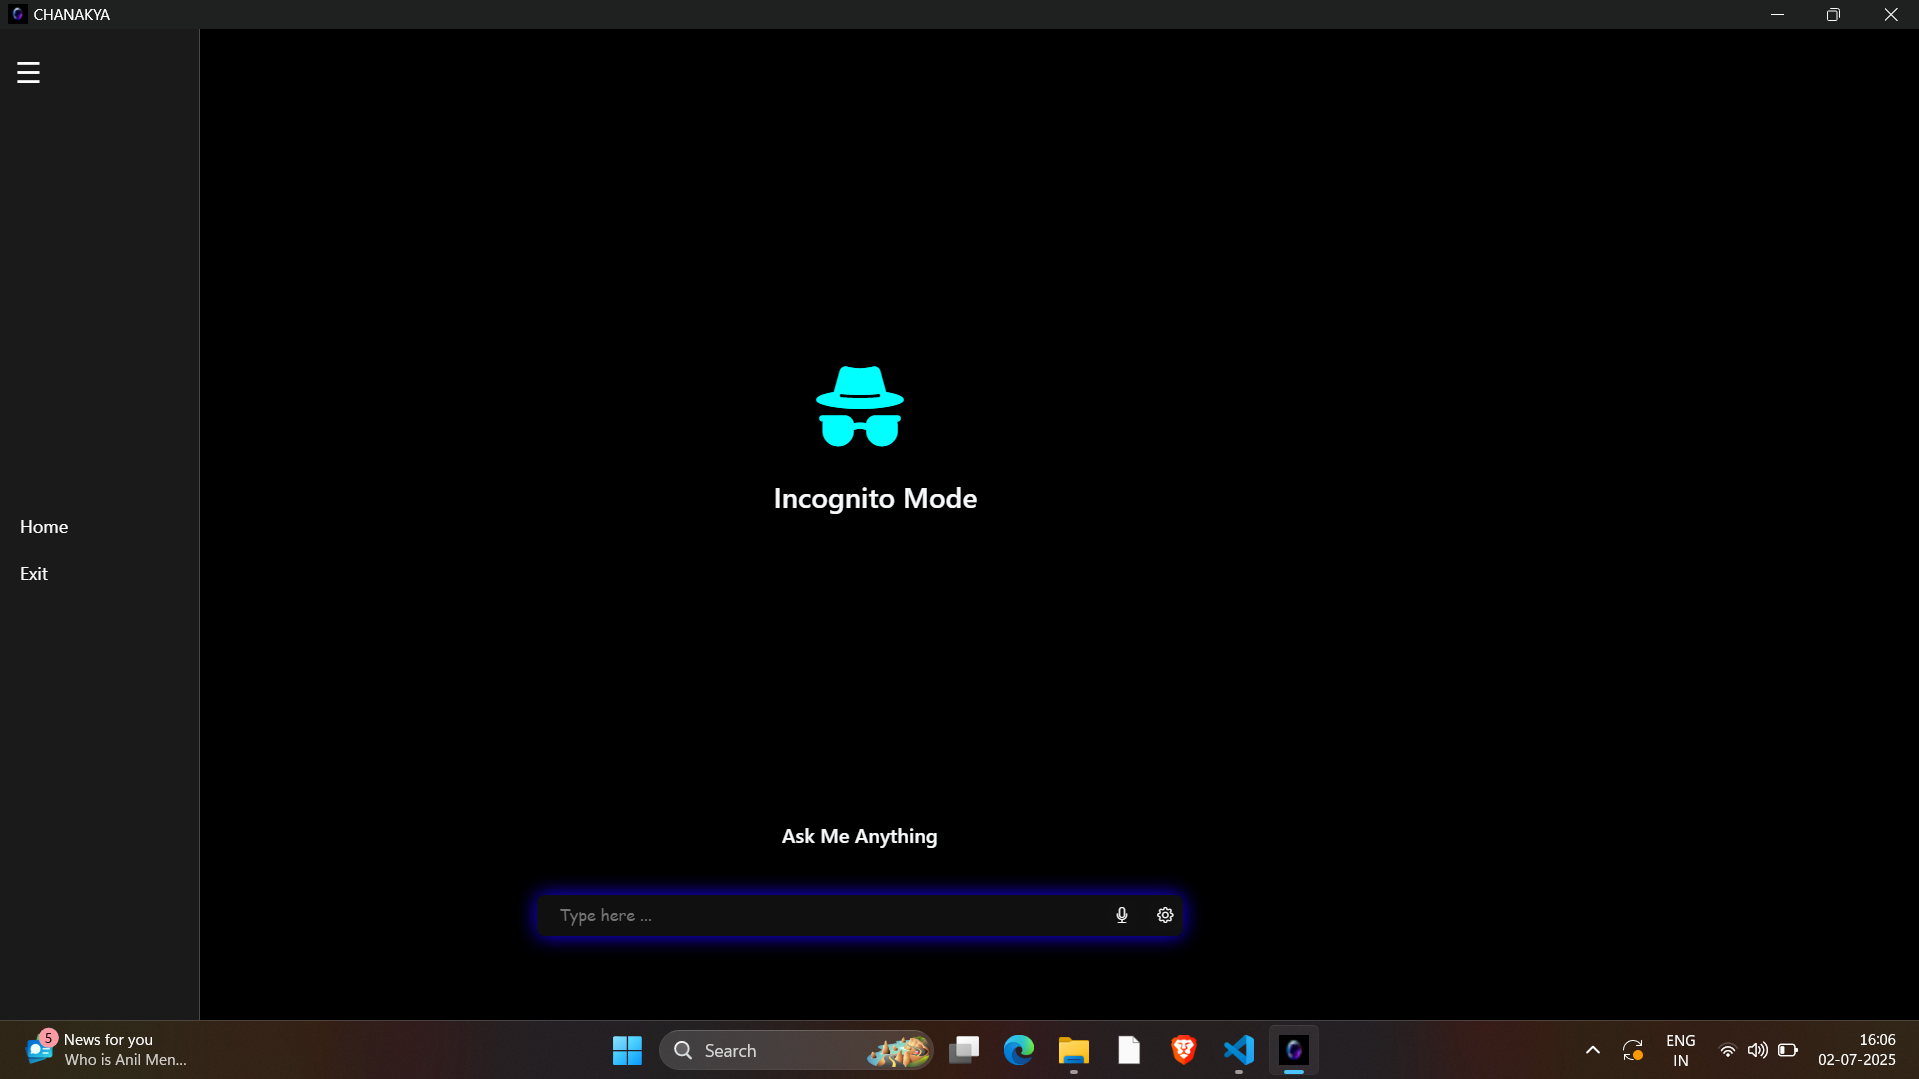 CHANAKYA
Home
Exit
Incognito Mode
Ask Me Anything
Type here ...
5
News for you
Who is Anil Men...
Search
ENG
IN
16:06
02-07-2025